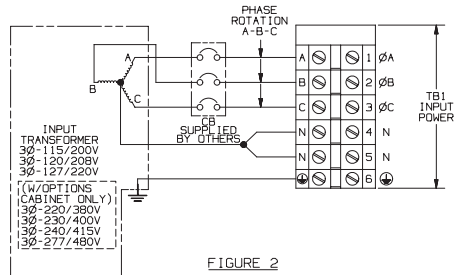 PHASE
ROTATION
A-B-C
A
B
C
A 1 ØA
B 2 ØB
C 3 ØC
N 4 N
N 5 N
6
TB1
INPUT
POWER
CB
SUPPLIED
BY OTHERS
INPUT
TRANSFORMER
3Ø-115/200V
3Ø-120/208V
3Ø-127/220V
(W/OPTIONS
CABINET ONLY)
3Ø-220/380V
3Ø-230/400V
3Ø-240/415V
3Ø-277/480V
FIGURE 2